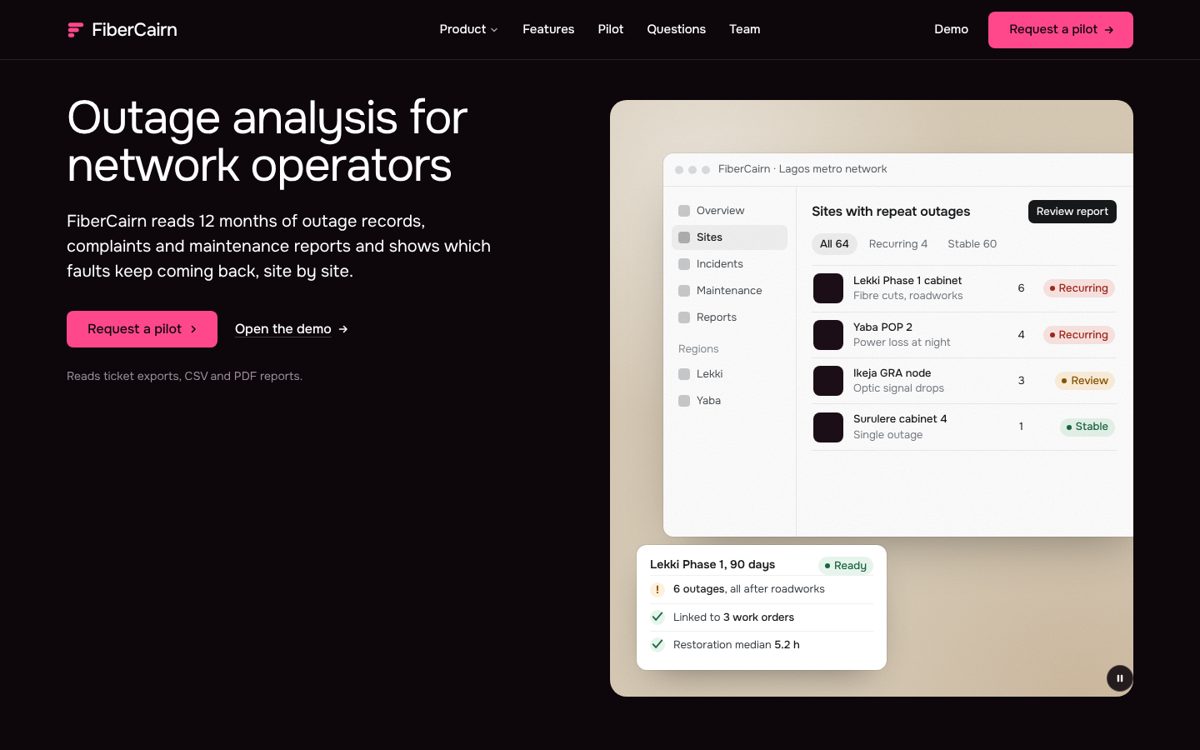 FiberCairn
Product Features Pilot Questions Team
Demo Request a pilot →
Outage analysis for
network operators
FiberCairn reads 12 months of outage records,
complaints and maintenance reports and shows which
faults keep coming back, site by site.
Request a pilot Open the demo →
Reads ticket exports, CSV and PDF reports.
FiberCairn · Lagos metro network
Overview
Sites
Incidents
Maintenance
Reports
Regions
Lekki
Yaba
Sites with repeat outages Review report
All 64 Recurring 4 Stable 60
Lekki Phase 1 cabinet
Fibre cuts, roadworks
6 Recurring
Yaba POP 2
Power loss at night
4 Recurring
Ikeja GRA node
Optic signal drops
3 Review
Surulere cabinet 4
Single outage
1 Stable
Lekki Phase 1, 90 days Ready
! 6 outages, all after roadworks
Linked to 3 work orders
Restoration median 5.2 h